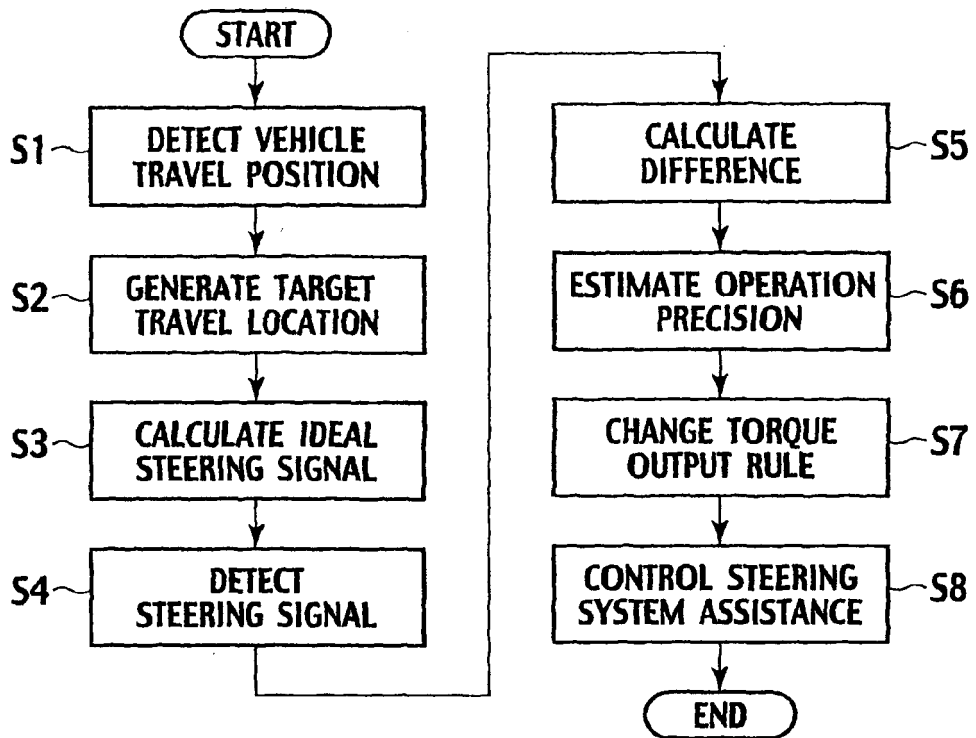 START
S1
DETECT VEHICLE
TRAVEL POSITION
S2
GENERATE TARGET
TRAVEL LOCATION
S3
CALCULATE IDEAL
STEERING SIGNAL
S4
DETECT
STEERING SIGNAL
CALCULATE
DIFFERENCE
S5
ESTIMATE OPERATION
PRECISION
S6
CHANGE TORQUE
OUTPUT RULE
S7
CONTROL STEERING
SYSTEM ASSISTANCE
S8
END